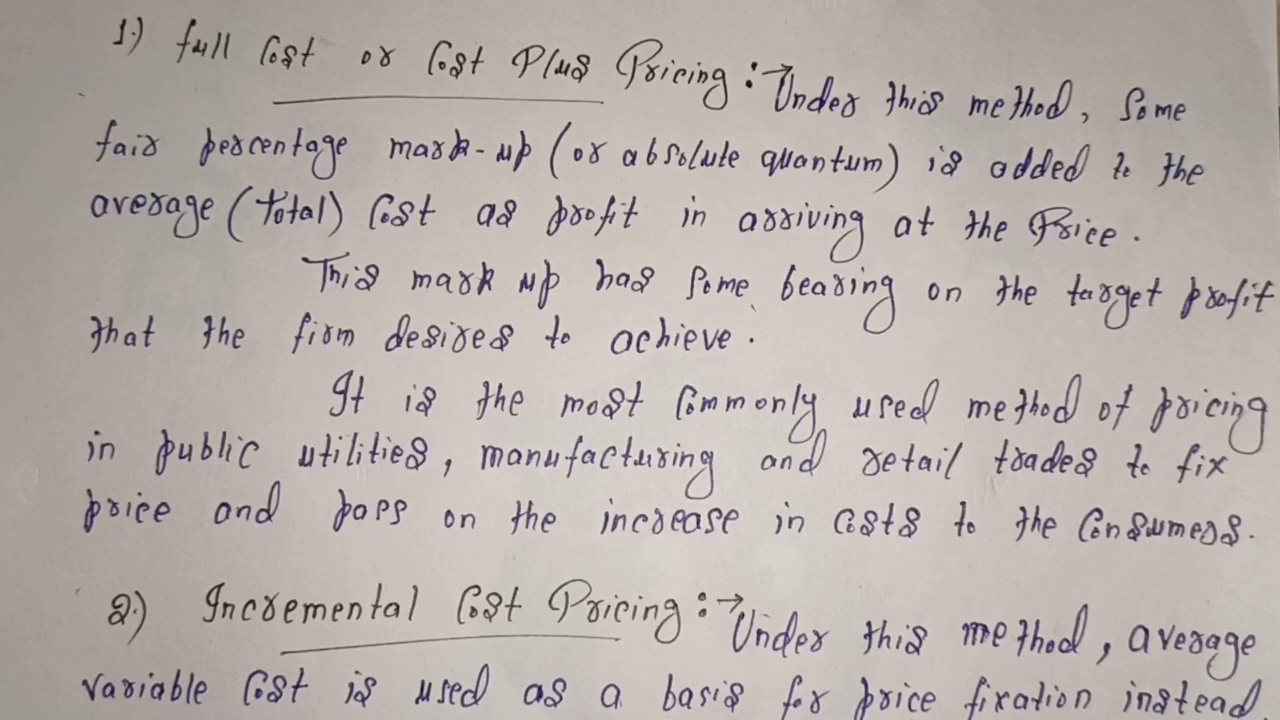 1.) full Cost or Cost Plus Pricing :→ Under this method, Some
fair percentage mark-up (or absolute quantum) is added to the
average (Total) Cost as profit in arriving at the Price.
This mark up has Some bearing on the target profit
that the firm desires to achieve.
It is the most Commonly used method of pricing
in public utilities, manufacturing and retail trades to fix
price and pass on the increase in Costs to the Consumers.
2.) Incremental Cost Pricing :→ Under this method, average
variable Cost is used as a basis for price fixation instead